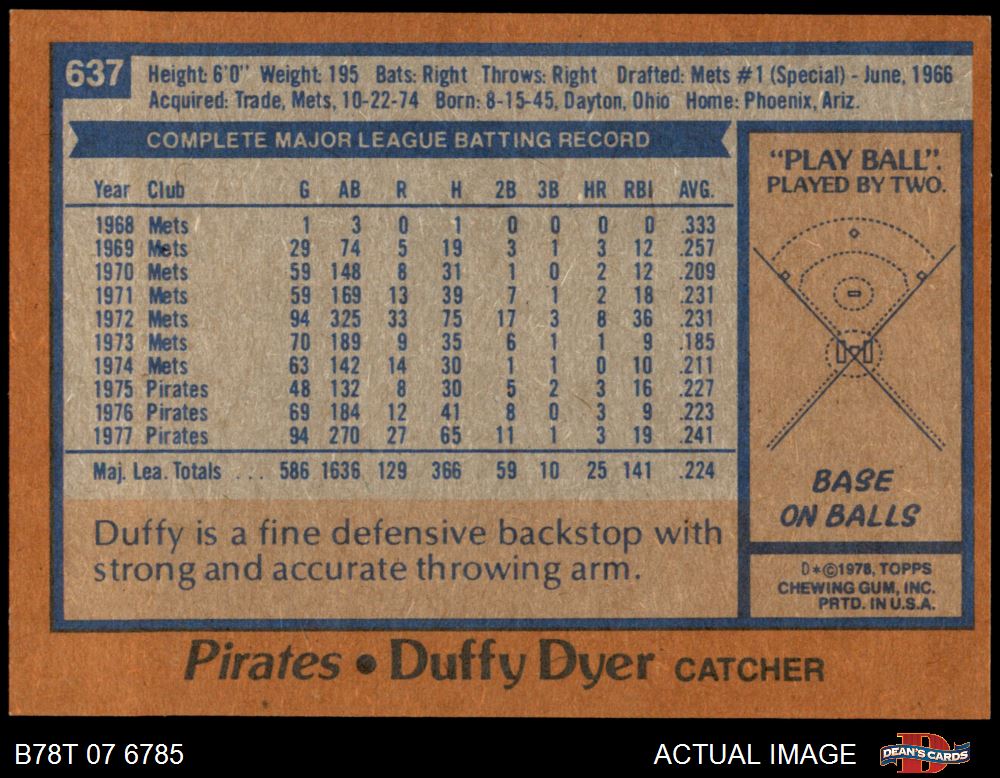 637
Height: 6'0" Weight: 195 Bats: Right Throws: Right Drafted: Mets #1 (Special) - June, 1966
Acquired: Trade, Mets, 10-22-74 Born: 8-15-45, Dayton, Ohio Home: Phoenix, Ariz.
COMPLETE MAJOR LEAGUE BATTING RECORD
Year Club G AB R H 2B 3B HR RBI AVG.
1968 Mets 1 3 0 1 0 0 0 0 .333
1969 Mets 29 74 5 19 3 1 3 12 .257
1970 Mets 59 148 8 31 1 0 2 12 .209
1971 Mets 59 169 13 39 7 1 2 18 .231
1972 Mets 94 325 33 75 17 3 8 36 .231
1973 Mets 70 189 9 35 6 1 1 9 .185
1974 Mets 63 142 14 30 1 1 0 10 .211
1975 Pirates 48 132 8 30 5 2 3 16 .227
1976 Pirates 69 184 12 41 8 0 3 9 .223
1977 Pirates 94 270 27 65 11 1 3 19 .241
Maj. Lea. Totals ... 586 1636 129 366 59 10 25 141 .224
Duffy is a fine defensive backstop with
strong and accurate throwing arm.
"PLAY BALL".
PLAYED BY TWO.
BASE
ON BALLS
D*©1978, TOPPS
CHEWING GUM, INC.
PRTD. IN U.S.A.
Pirates • Duffy Dyer CATCHER
B78T 07 6785
ACTUAL IMAGE
DEAN'S CARDS